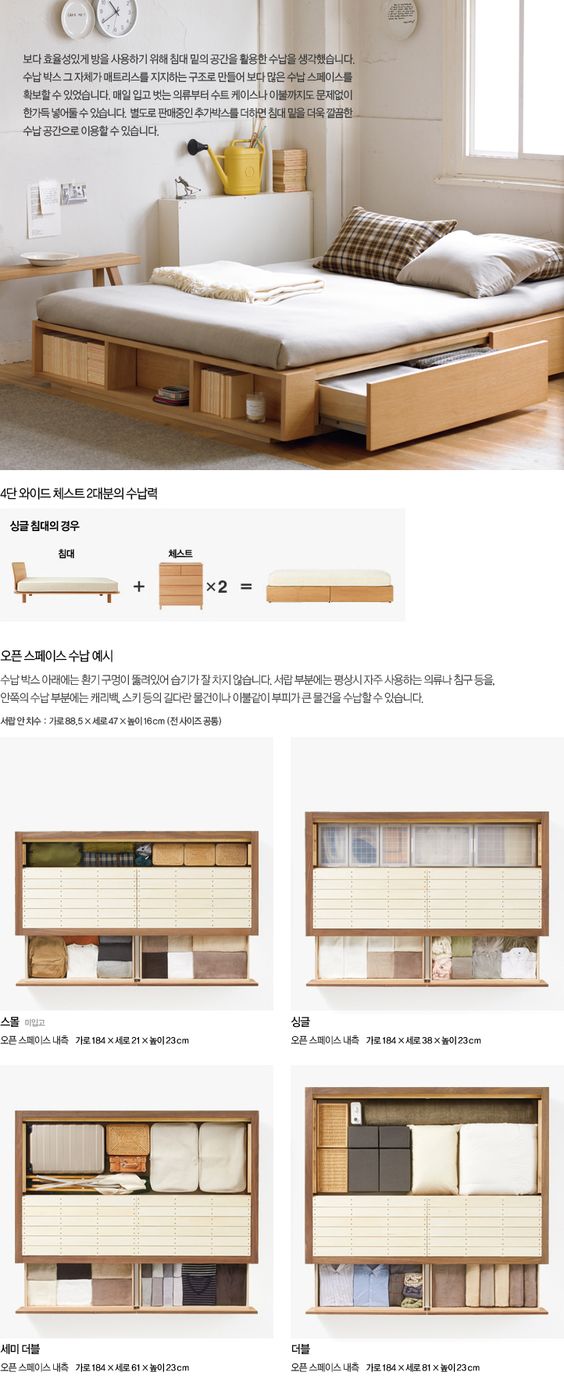 보다 효율성있게 방을 사용하기 위해 침대 밑의 공간을 활용한 수납을 생각했습니다.
수납 박스 그 자체가 매트리스를 지지하는 구조로 만들어 보다 많은 수납 스페이스를
확보할 수 있었습니다. 매일 입고 벗는 의류부터 수트 케이스나 이불까지도 문제없이
한가득 넣어둘 수 있습니다. 별도로 판매중인 추가박스를 더하면 침대 밑을 더욱 깔끔한
수납 공간으로 이용할 수 있습니다.
4단 와이드 체스트 2대분의 수납력
싱글 침대의 경우
침대 체스트
+ ×2 =
오픈 스페이스 수납 예시
수납 박스 아래에는 환기 구멍이 뚫려있어 습기가 잘 차지 않습니다. 서랍 부분에는 평상시 자주 사용하는 의류나 침구 등을,
안쪽의 수납 부분에는 캐리백, 스키 등의 길다란 물건이나 이불같이 부피가 큰 물건을 수납할 수 있습니다.
서랍 안 치수 : 가로 88.5 × 세로 47 × 높이 16 cm (전 사이즈 공통)
스몰 미입고
오픈 스페이스 내측 가로 184 × 세로 21 × 높이 23 cm
싱글
오픈 스페이스 내측 가로 184 × 세로 38 × 높이 23 cm
세미 더블
오픈 스페이스 내측 가로 184 × 세로 61 × 높이 23 cm
더블
오픈 스페이스 내측 가로 184 × 세로 81 × 높이 23 cm